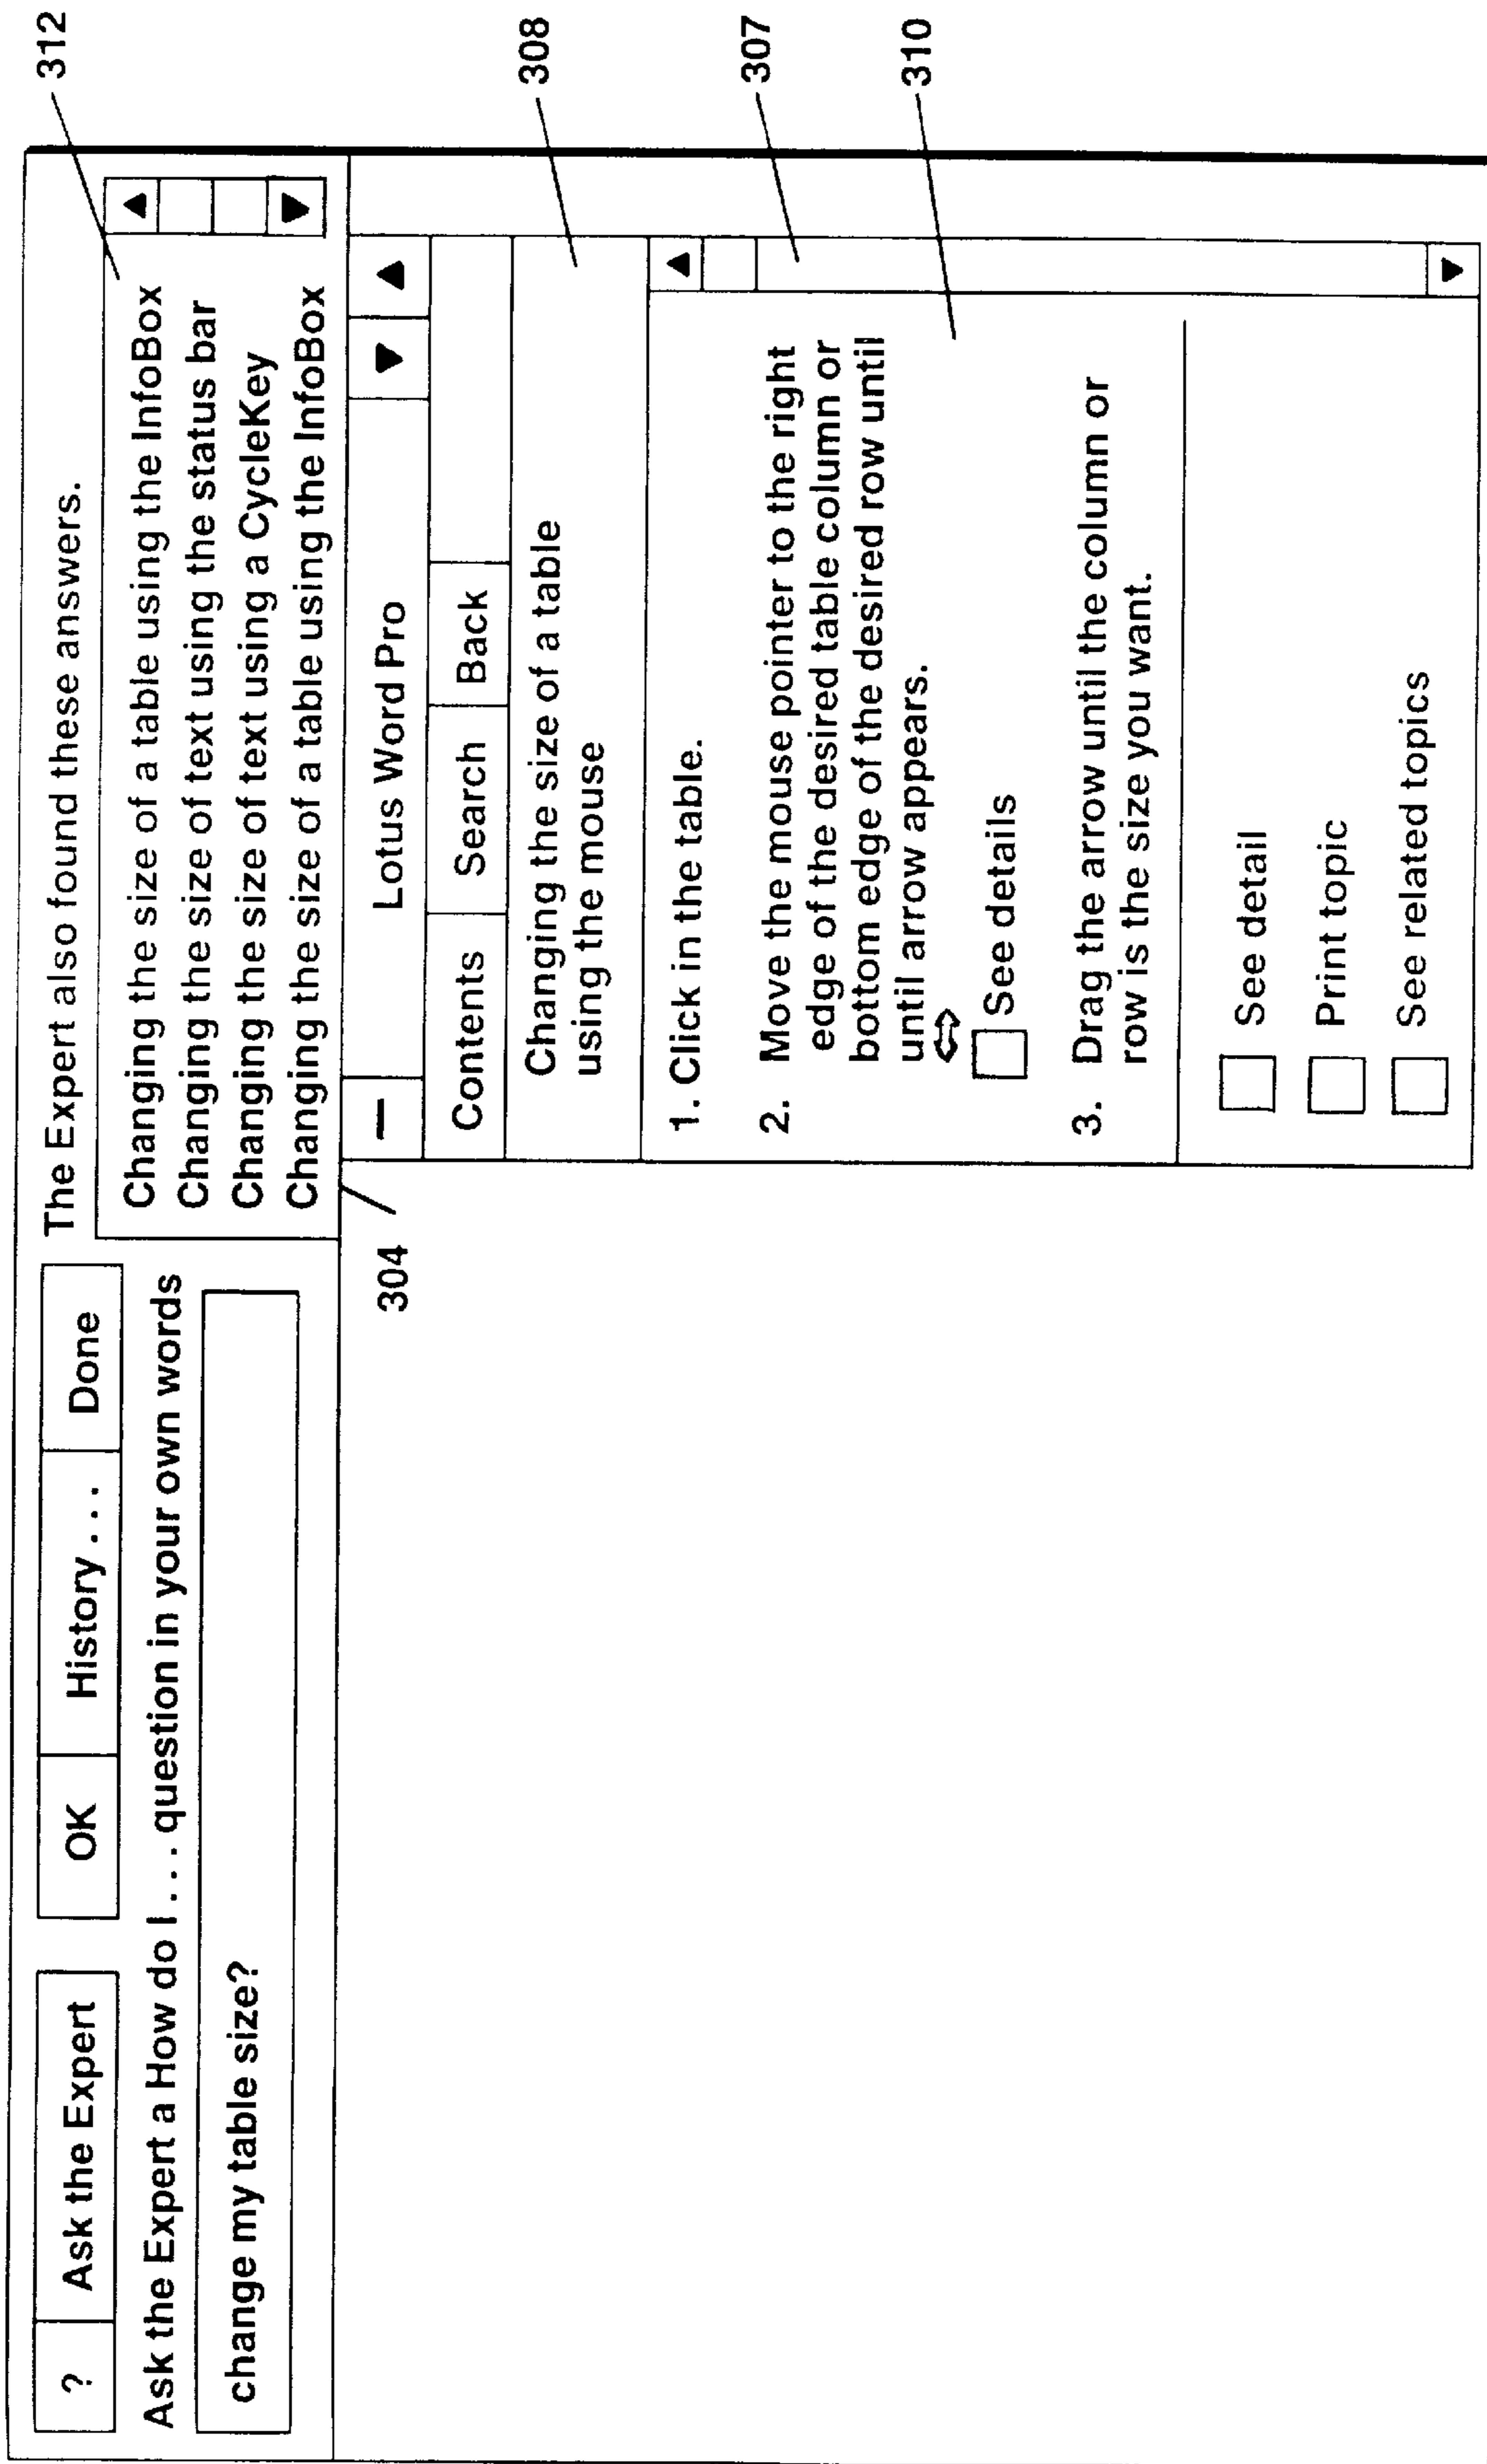 ? Ask the Expert OK History... Done
Ask the Expert a How do I... question in your own words
change my table size?
The Expert also found these answers.
Changing the size of a table using the InfoBox
Changing the size of text using the status bar
Changing the size of text using a CycleKey
Changing the size of a table using the InfoBox
312
304
Lotus Word Pro
Contents Search Back
Changing the size of a table
using the mouse
308
1. Click in the table.
2. Move the mouse pointer to the right
edge of the desired table column or
bottom edge of the desired row until
until arrow appears.
See details
307
310
3. Drag the arrow until the column or
row is the size you want.
See detail
Print topic
See related topics